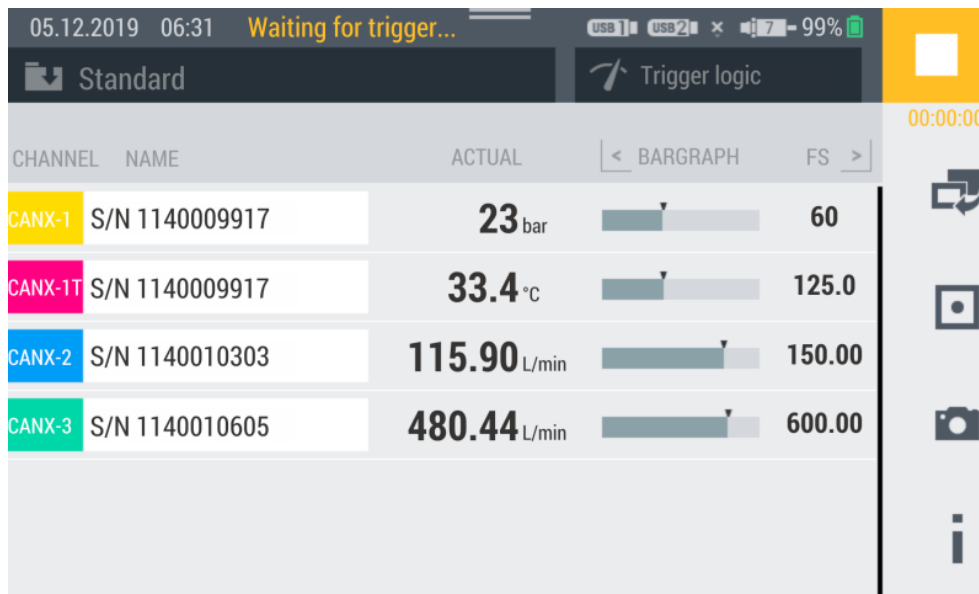 05.12.2019 06:31 Waiting for trigger... USB 1 USB 2 7 99%
Standard Trigger logic
00:00:00
CHANNEL NAME ACTUAL < BARGRAPH FS >
CANX-1 S/N 1140009917 23 bar 60
CANX-1T S/N 1140009917 33.4 °C 125.0
CANX-2 S/N 1140010303 115.90 L/min 150.00
CANX-3 S/N 1140010605 480.44 L/min 600.00
i